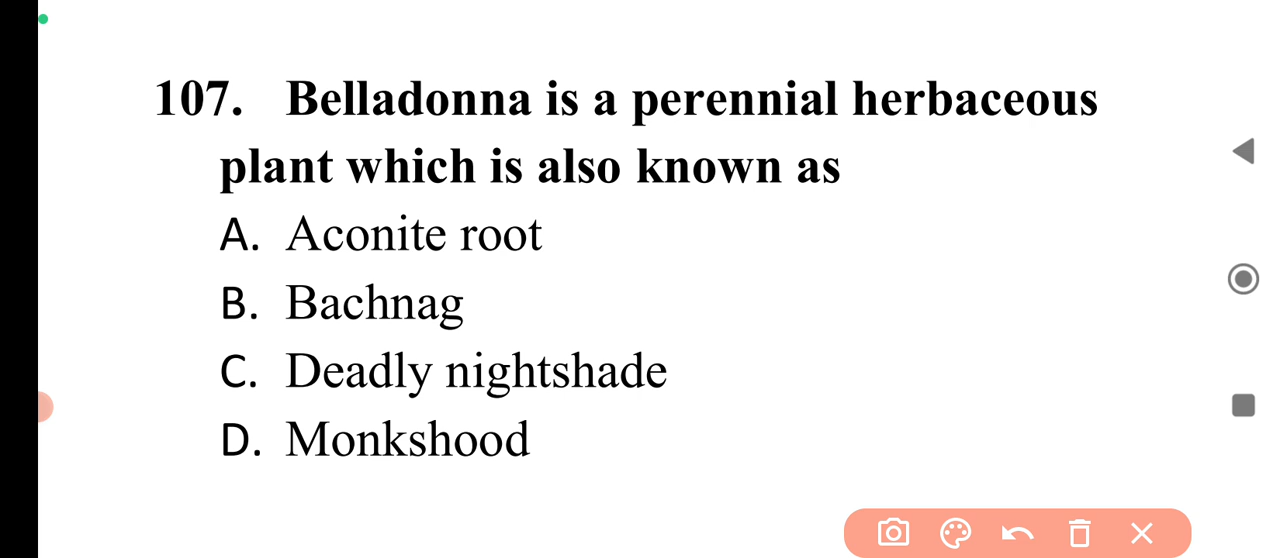 107. Belladonna is a perennial herbaceous
plant which is also known as
A. Aconite root
B. Bachnag
C. Deadly nightshade
D. Monkshood